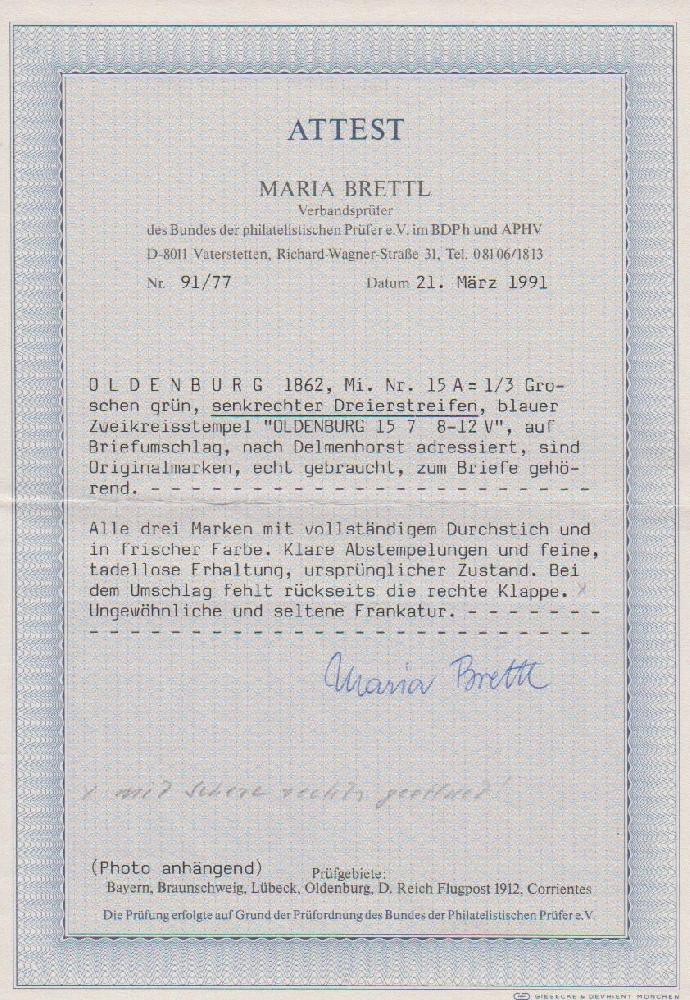 ATTEST
MARIA BRETTL
Verbandsprüfer
des Bundes der philatelistischen Prüfer e.V. im BDPh und APHV
D-8011 Vaterstetten, Richard-Wagner-Straße 31, Tel. 08106/1813
Nr. 91/77 Datum 21. März 1991
O L D E N B U R G 1862, Mi. Nr. 15 A = 1/3 Gro-
schen grün, senkrechter Dreierstreifen, blauer
Zweikreisstempel "OLDENBURG 15 7 8-12 V", auf
Briefumschlag, nach Delmenhorst adressiert, sind
Originalmarken, echt gebraucht, zum Briefe gehö-
rend. - - - - - - - - - - - - - - - - - - - - - -
Alle drei Marken mit vollständigem Durchstich und
in frischer Farbe. Klare Abstempelungen und feine,
tadellose Erhaltung, ursprünglicher Zustand. Bei
dem Umschlag fehlt rückseits die rechte Klappe. X
Ungewöhnliche und seltene Frankatur. - - - - - - -
- - - - - - - - - - - - - - - - - - - - - - - - -
Maria Brettl
x mit Schere rechts geöffnet!
(Photo anhängend)
Prüfgebiete:
Bayern, Braunschweig, Lübeck, Oldenburg, D. Reich Flugpost 1912, Corrientes
Die Prüfung erfolgte auf Grund der Prüfordnung des Bundes der Philatelistischen Prüfer e.V.
GIESECKE & DEVRIENT MÜNCHEN